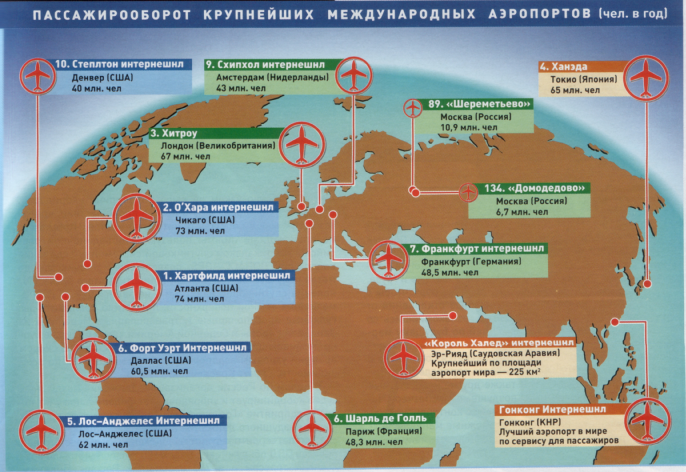 ПАССАЖИРООБОРОТ КРУПНЕЙШИХ МЕЖДУНАРОДНЫХ АЭРОПОРТОВ (чел. в год)
10. Степлтон интернешнл
Денвер (США)
40 млн. чел
9. Схипхол интернешнл
Амстердам (Нидерланды)
43 млн. чел
4. Ханэда
Токио (Япония)
65 млн. чел
89. «Шереметьево»
Москва (Россия)
10,9 млн. чел
3. Хитроу
Лондон (Великобритания)
67 млн. чел
134. «Домодедово»
Москва (Россия)
6,7 млн. чел
2. О'Хара интернешнл
Чикаго (США)
73 млн. чел
7. Франкфурт интернешнл
Франкфурт (Германия)
48,5 млн. чел
1. Хартфилд интернешнл
Атланта (США)
74 млн. чел
6. Форт Уэрт Интернешнл
Даллас (США)
60,5 млн. чел
«Король Халед» интернешнл
Эр-Рияд (Саудовская Аравия)
Крупнейший по площади
аэропорт мира — 225 км²
5. Лос-Анджелес Интернешнл
Лос-Анджелес (США)
62 млн. чел
6. Шарль де Голль
Париж (Франция)
48,3 млн. чел
Гонконг Интернешнл
Гонконг (КНР)
Лучший аэропорт в мире
по сервису для пассажиров